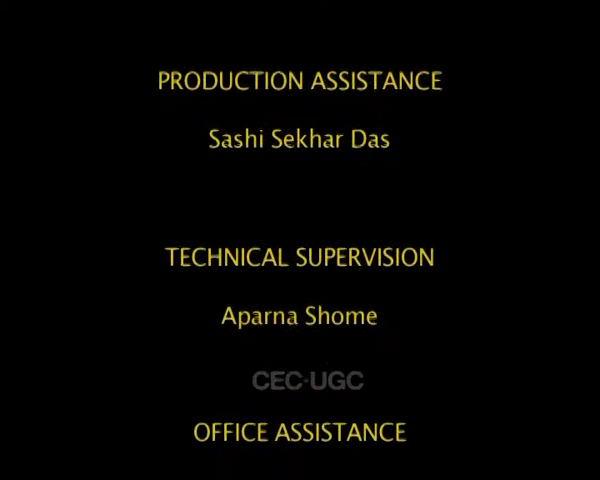 PRODUCTION ASSISTANCE
Sashi Sekhar Das
TECHNICAL SUPERVISION
Aparna Shome
CEC-UGC
OFFICE ASSISTANCE